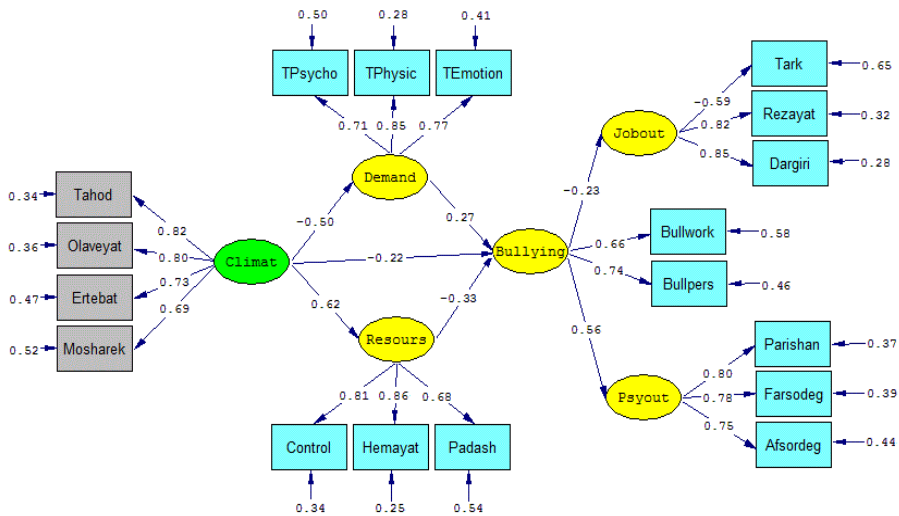 0.50 0.28 0.41
TPsycho TPhysic TEmotion
0.71 0.85 0.77
Demand
0.34 Tahod
0.36 Olaveyat
0.47 Ertebat
0.52 Mosharek
0.82
0.80
0.73
0.69
Climat
-0.50
-0.22
0.62
0.27
-0.33
Bullying
Resours
0.81 0.86 0.68
Control Hemayat Padash
0.34 0.25 0.54
-0.23
Jobout
-0.59
0.82
0.85
Tark 0.65
Rezayat 0.32
Dargiri 0.28
0.66
0.74
Bullwork 0.58
Bullpers 0.46
0.56
Psyout
0.80
0.78
0.75
Parishan 0.37
Farsodeg 0.39
Afsordeg 0.44